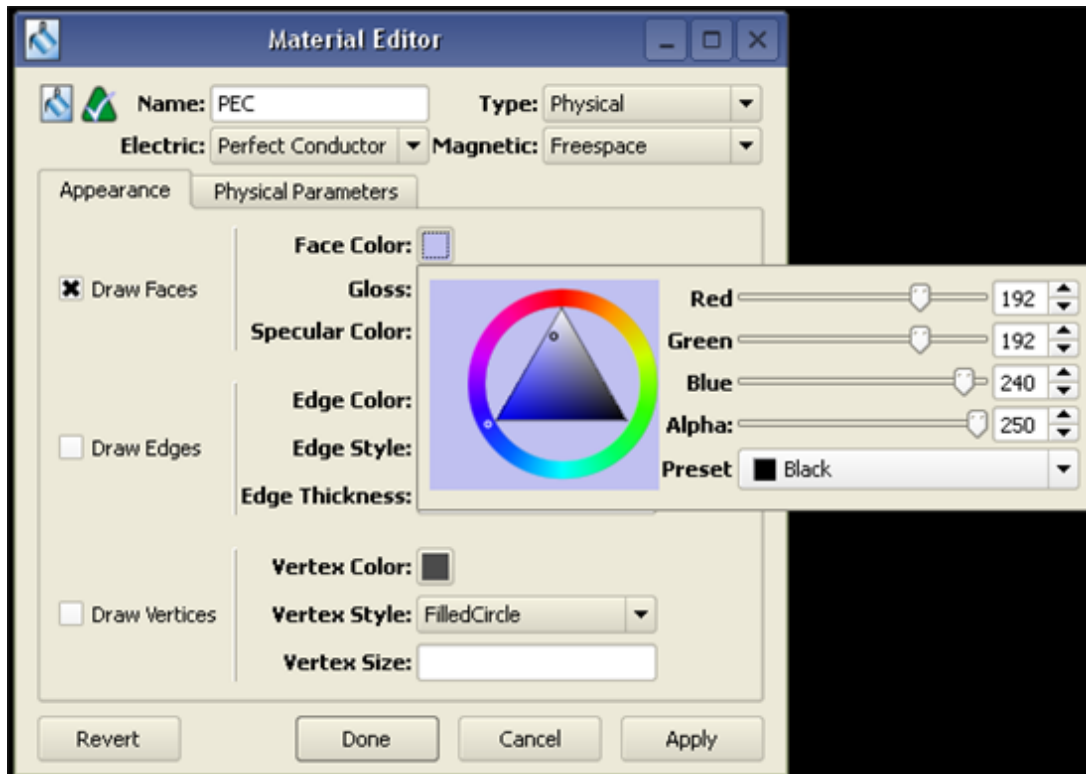 Material Editor
Name: PEC Type: Physical
Electric: Perfect Conductor Magnetic: Freespace
Appearance Physical Parameters
Face Color:
Draw Faces Gloss:
Specular Color:
Red 192
Green 192
Blue 240
Alpha: 250
Preset Black
Edge Color:
Draw Edges Edge Style:
Edge Thickness:
Vertex Color:
Draw Vertices Vertex Style: FilledCircle
Vertex Size:
Revert Done Cancel Apply